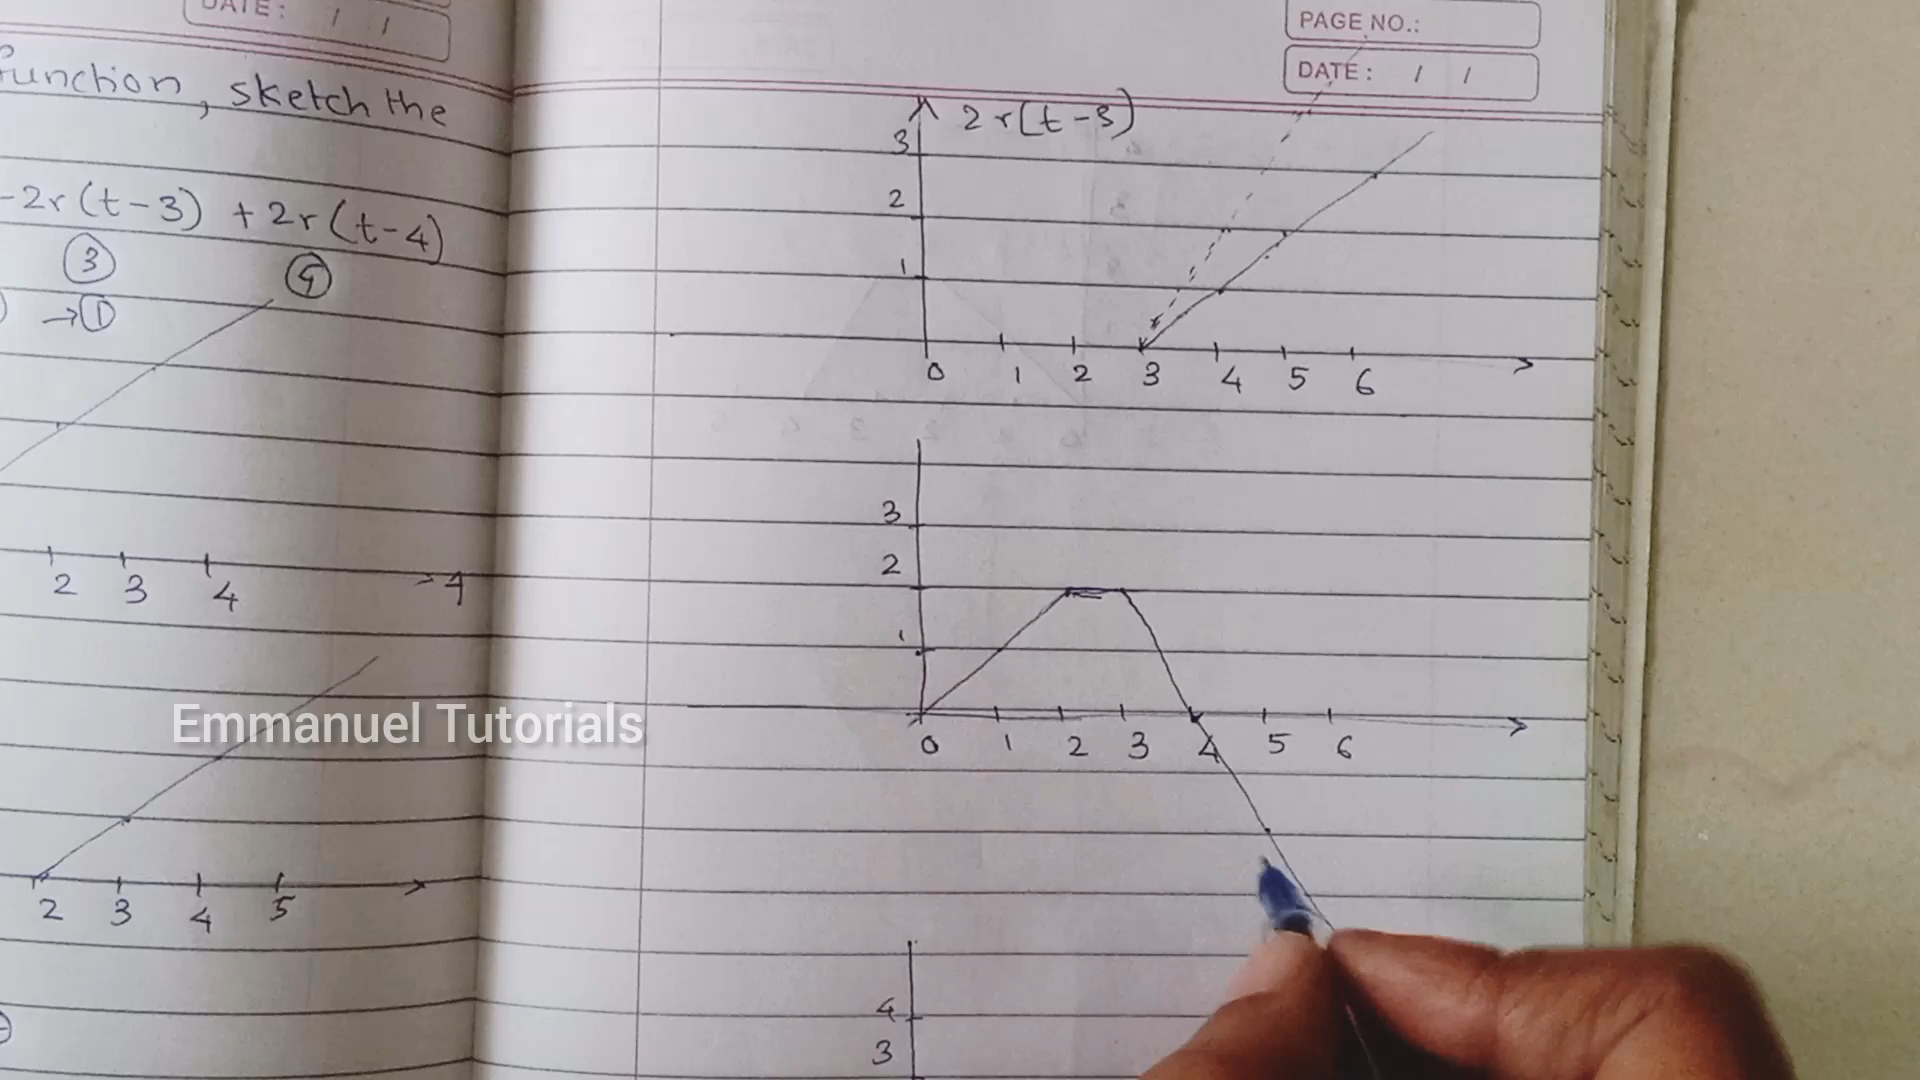 DATE: / /
function, sketch the
-2r(t-3) + 2r(t-4)
③ ④
→①
2 3 4
2 3 4 5
PAGE NO.:
DATE: / /
2r(t-3)
3
2
1
0 1 2 3 4 5 6
3
2
1
0 1 2 3 4 5 6
4
3
Emmanuel Tutorials